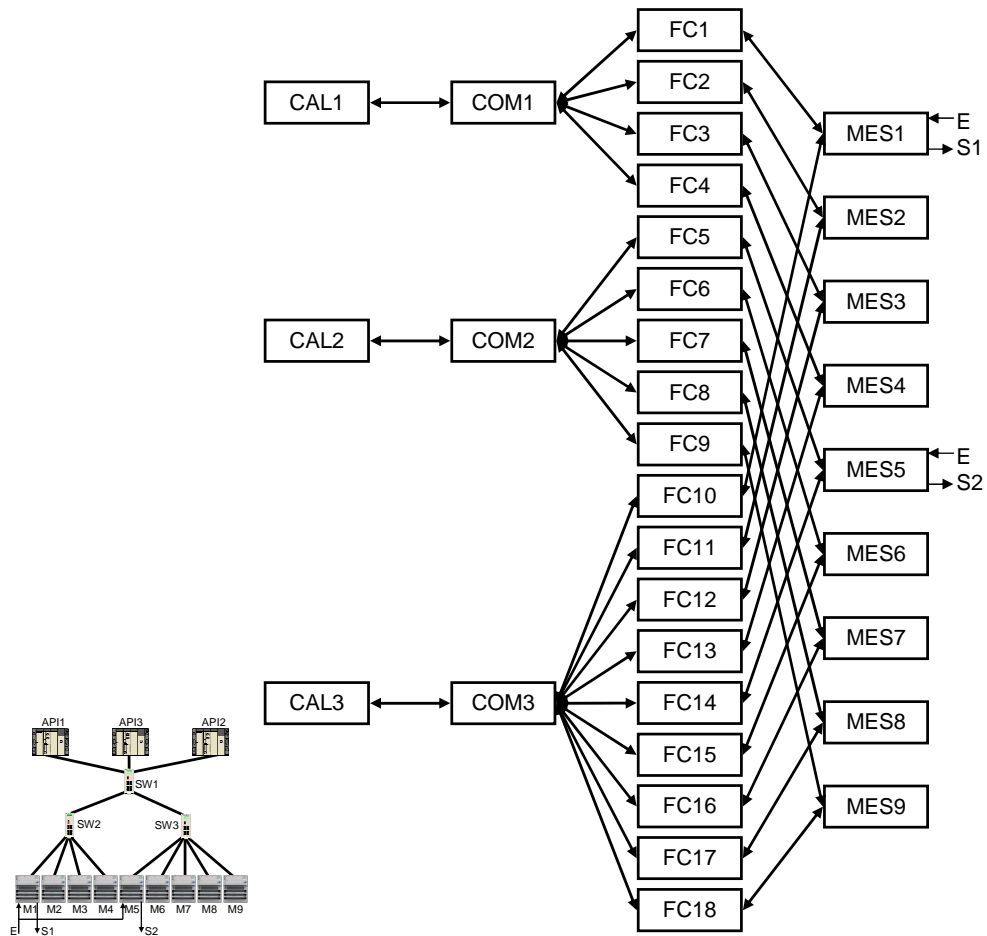 FC1
FC2
FC3
FC4
FC5
FC6
FC7
FC8
FC9
FC10
FC11
FC12
FC13
FC14
FC15
FC16
FC17
FC18
CAL1
COM1
CAL2
COM2
CAL3
COM3
MES1
E
S1
MES2
MES3
MES4
MES5
E
S2
MES6
MES7
MES8
MES9
API1 API3 API2
SW1
SW2 SW3
M1 M2 M3 M4 M5 M6 M7 M8 M9
E S1 S2